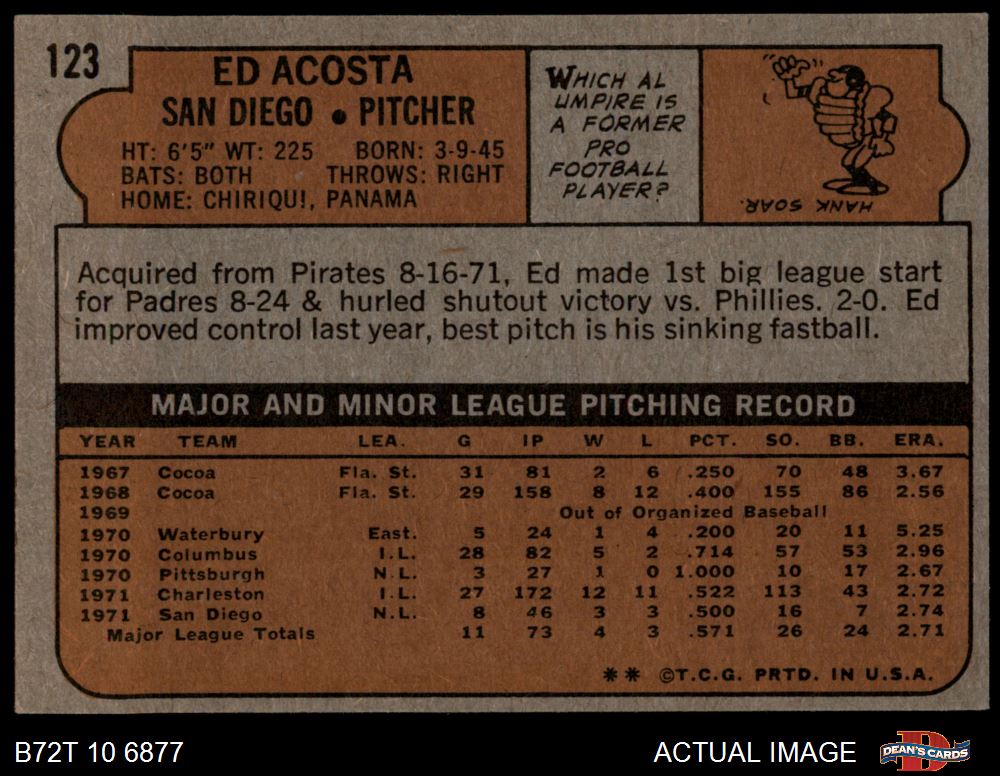 123
ED ACOSTA
SAN DIEGO • PITCHER
HT: 6'5" WT: 225 BORN: 3-9-45
BATS: BOTH THROWS: RIGHT
HOME: CHIRIQUI, PANAMA
WHICH AL
UMPIRE IS
A FORMER
PRO
FOOTBALL
PLAYER?
HANK SOAR.
Acquired from Pirates 8-16-71, Ed made 1st big league start
for Padres 8-24 & hurled shutout victory vs. Phillies. 2-0. Ed
improved control last year, best pitch is his sinking fastball.
MAJOR AND MINOR LEAGUE PITCHING RECORD
YEAR TEAM LEA. G IP W L PCT. SO. BB. ERA.
1967 Cocoa Fla. St. 31 81 2 6 .250 70 48 3.67
1968 Cocoa Fla. St. 29 158 8 12 .400 155 86 2.56
1969 Out of Organized Baseball
1970 Waterbury East. 5 24 1 4 .200 20 11 5.25
1970 Columbus I.L. 28 82 5 2 .714 57 53 2.96
1970 Pittsburgh N.L. 3 27 1 0 1.000 10 17 2.67
1971 Charleston I.L. 27 172 12 11 .522 113 43 2.72
1971 San Diego N.L. 8 46 3 3 .500 16 7 2.74
Major League Totals 11 73 4 3 .571 26 24 2.71
** ©T.C.G. PRTD. IN U.S.A.
B72T 10 6877
ACTUAL IMAGE
D
DEAN'S CARDS